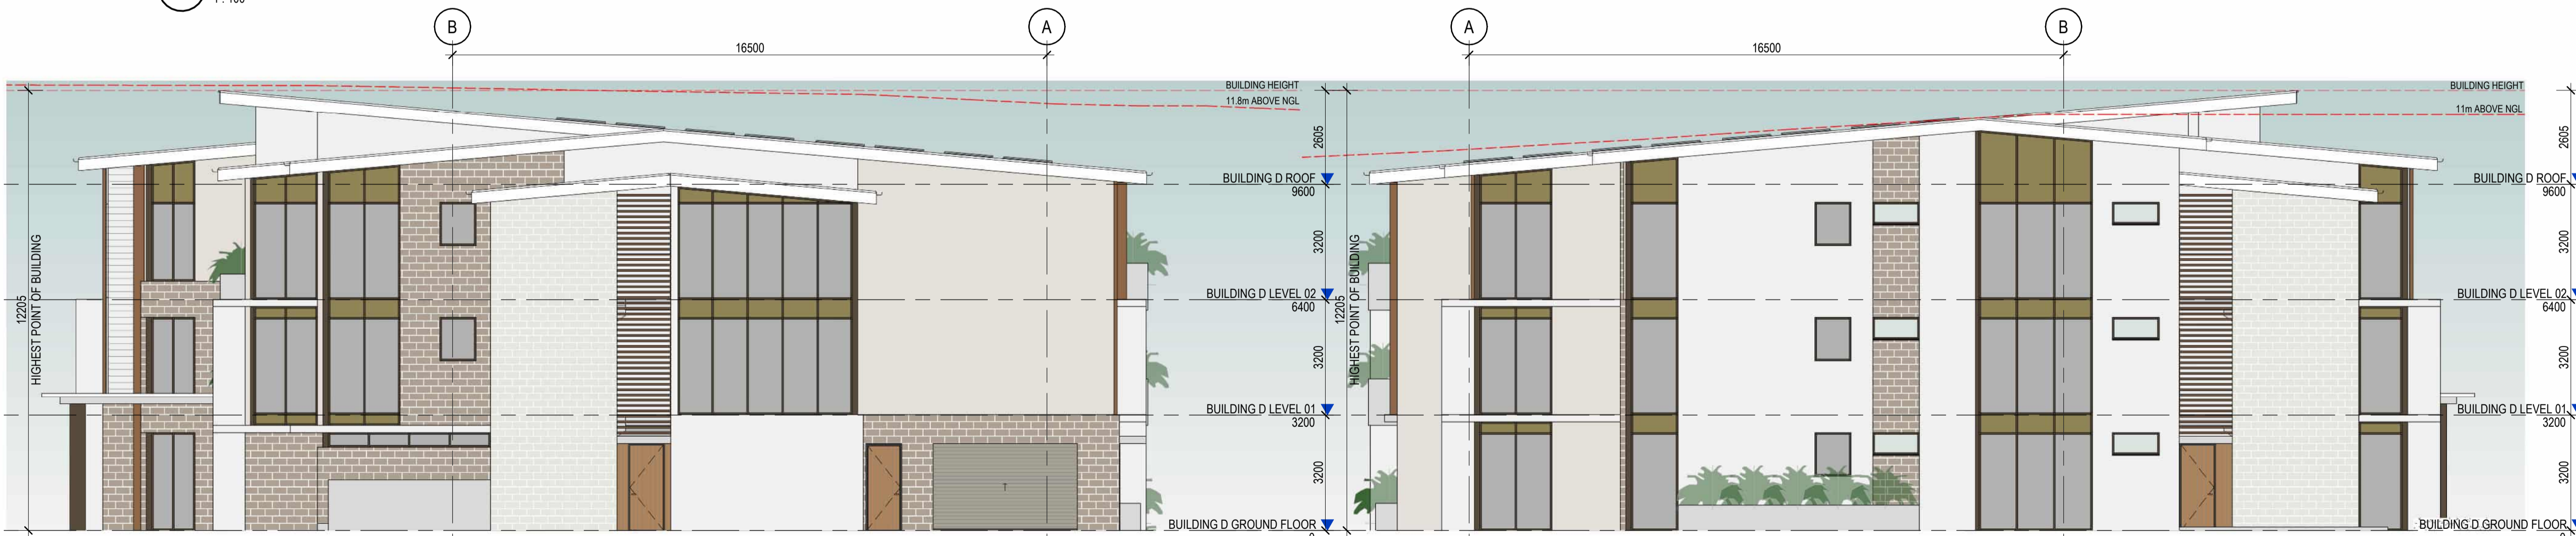 1 : 100
B
A
A
B
16500
16500
BUILDING HEIGHT
11.8m ABOVE NGL
BUILDING HEIGHT
11m ABOVE NGL
2605
2605
BUILDING D ROOF
9600
BUILDING D ROOF
9600
12205
HIGHEST POINT OF BUILDING
3200
12205
HIGHEST POINT OF BUILDING
3200
BUILDING D LEVEL 02
6400
BUILDING D LEVEL 02
6400
3200
3200
BUILDING D LEVEL 01
3200
BUILDING D LEVEL 01
3200
3200
3200
BUILDING D GROUND FLOOR
BUILDING D GROUND FLOOR